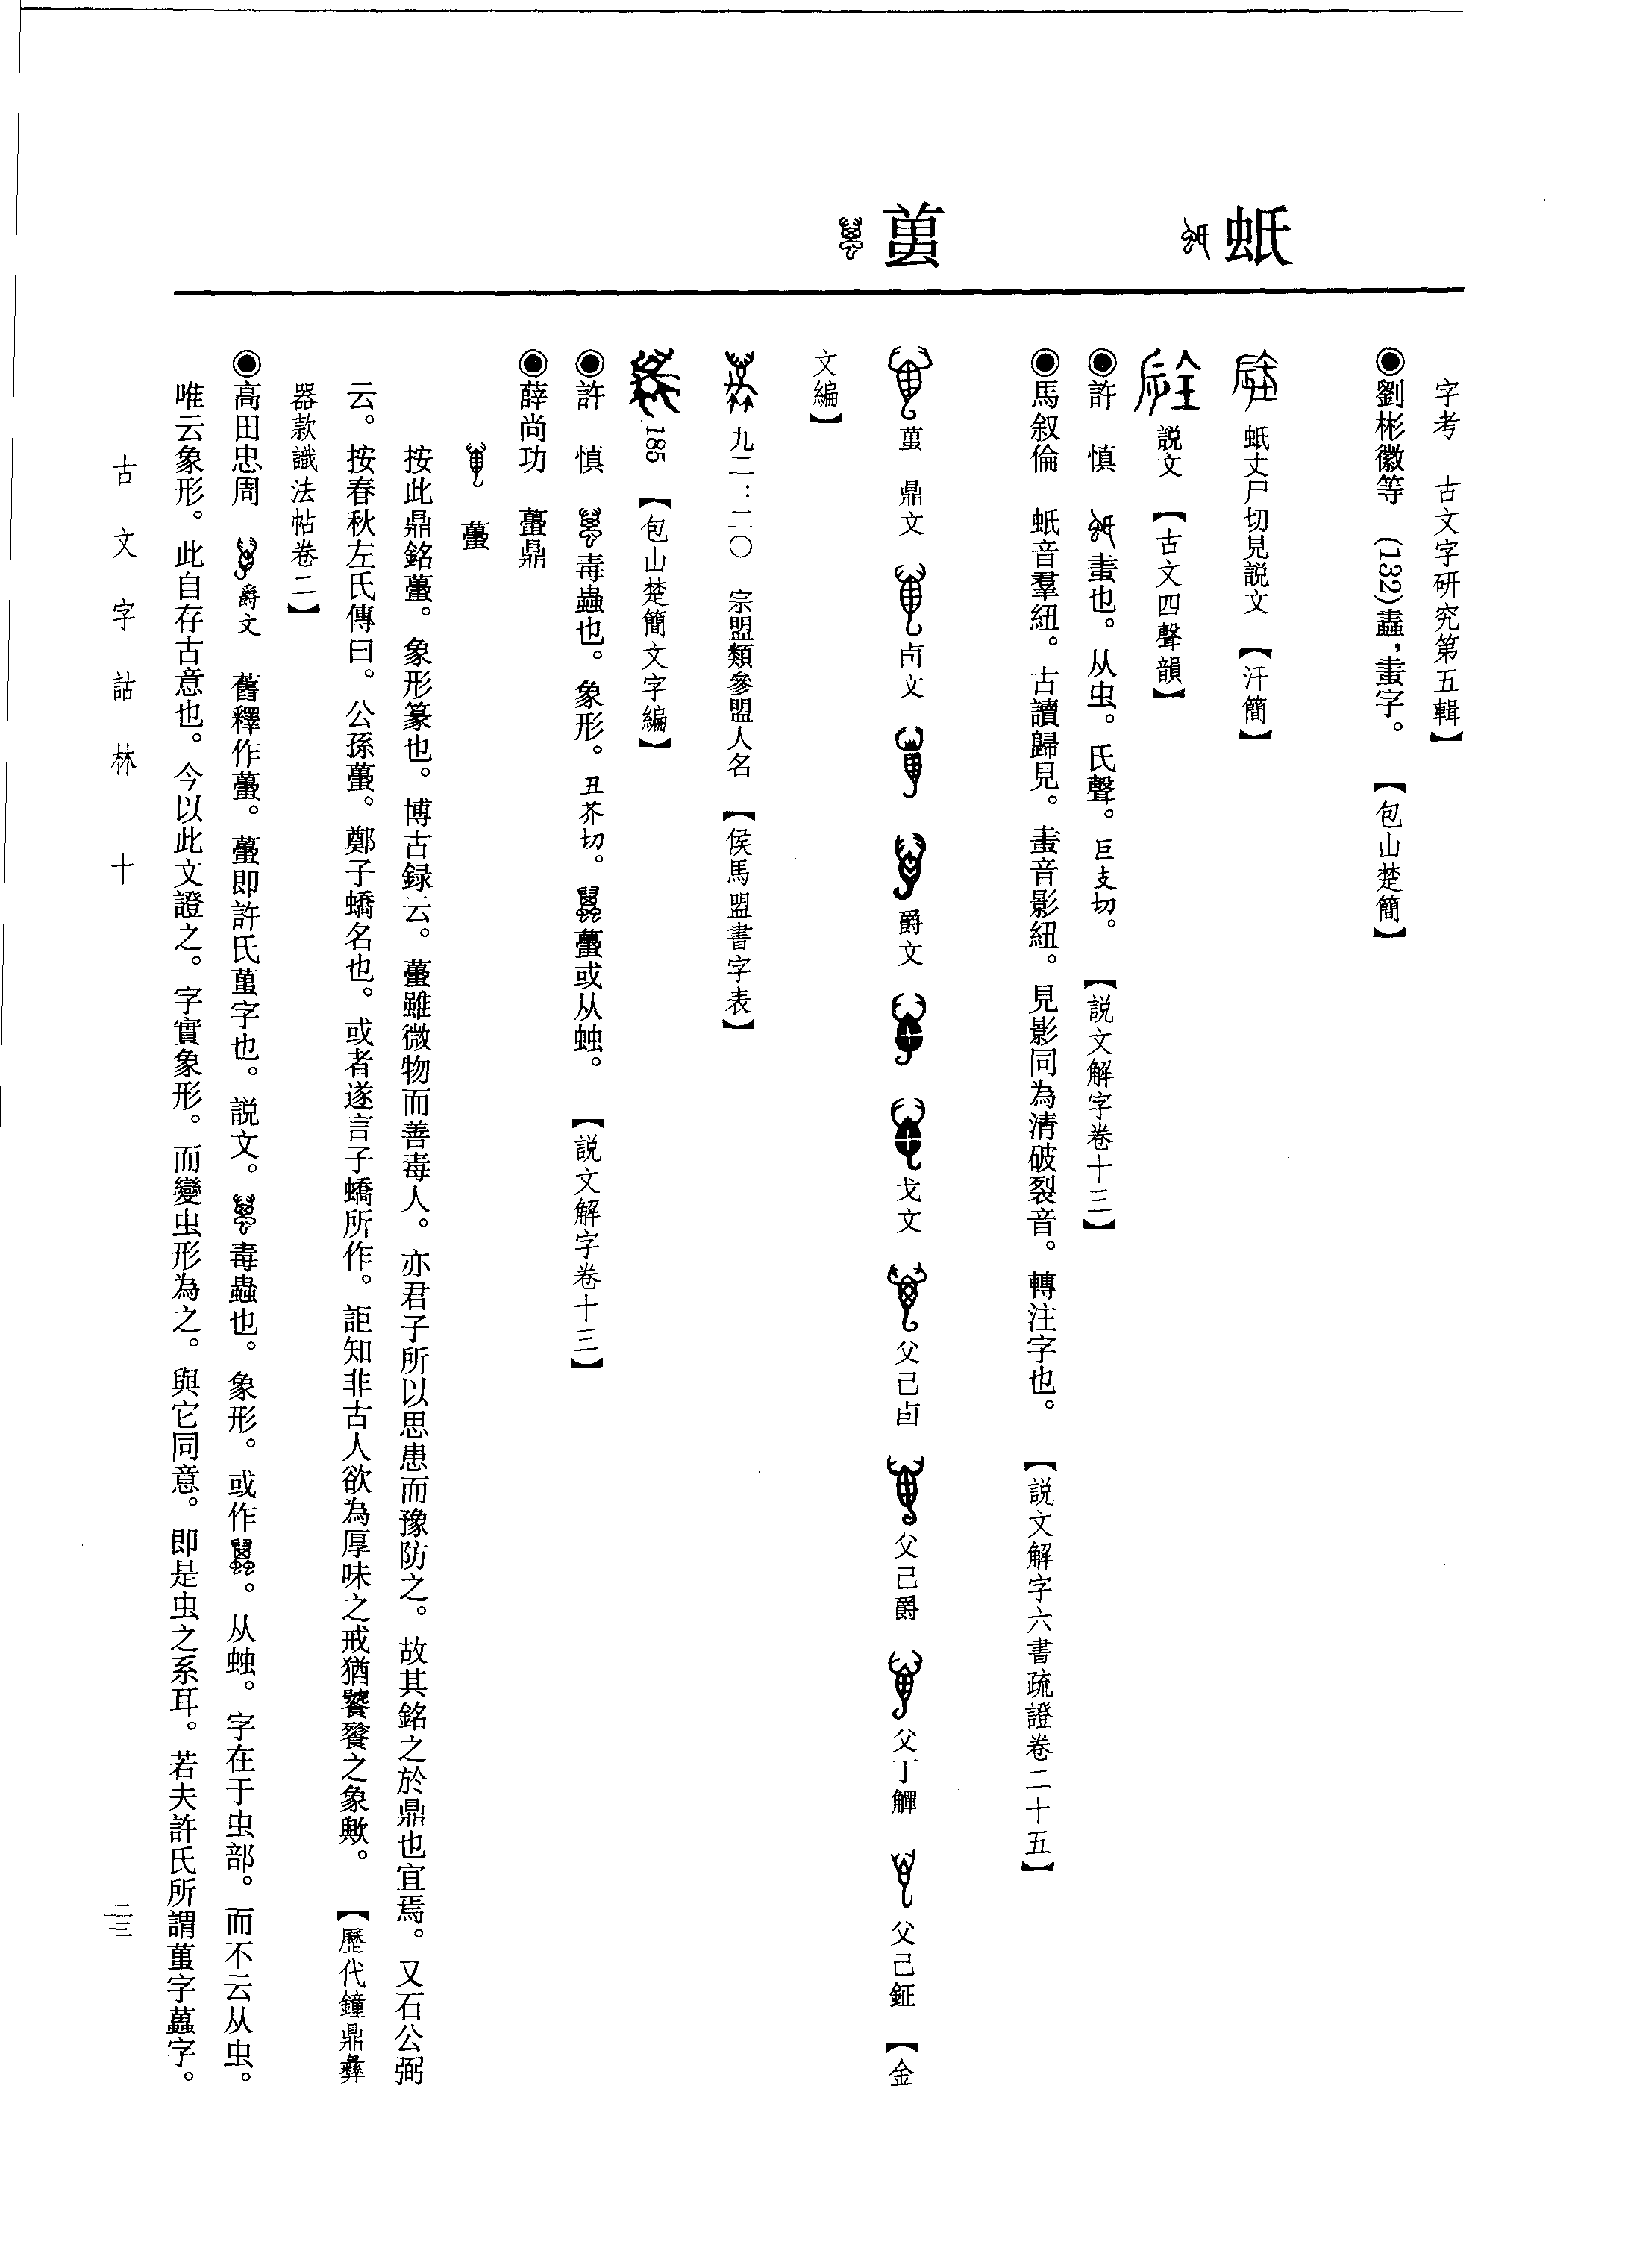 蚔
𦸣
字考　古文字研究第五輯】
◉劉彬徽等　(132)蠚，蚩字。　【包山楚簡】
蚔丈尸切見説文　【汗簡】
説文　【古文四聲韻】
◉許　慎　畫也。从虫。氏聲。巨支切。　【説文解字卷十三】
◉馬叙倫　蚔音羣紐。古讀歸見。畫音影紐。見影同為清破裂音。轉注字也。　【説文解字六書疏證卷二十五】
萬　鼎文　卣文　爵文　戈文　父己卣　父己爵　父丁觶　父己鉦　【金
文編】
九二：二〇　宗盟類參盟人名　【侯馬盟書字表】
185　【包山楚簡文字編】
◉許　慎　毒蟲也。象形。丑芥切。蠆或从䖵。　【説文解字卷十三】
◉薛尚功　蠆鼎
蠆
按此鼎銘蠆。象形篆也。博古録云。蠆雖微物而善毒人。亦君子所以思患而豫防之。故其銘之於鼎也宜焉。又石公弼
云。按春秋左氏傳曰。公孫蠆。鄭子蟜名也。或者遂言子蟜所作。詎知非古人欲為厚味之戒猶饕餮之象歟。　【歷代鐘鼎彝
器款識法帖卷二】
◉高田忠周　爵文　舊釋作蠆。蠆即許氏𦸣字也。説文。毒蟲也。象形。或作。从䖵。字在于虫部。而不云从虫。
唯云象形。此自存古意也。今以此文證之。字實象形。而變虫形為之。與它同意。即是虫之系耳。若夫許氏所謂𦸣字蠆字。
古文字詁林　十
二三